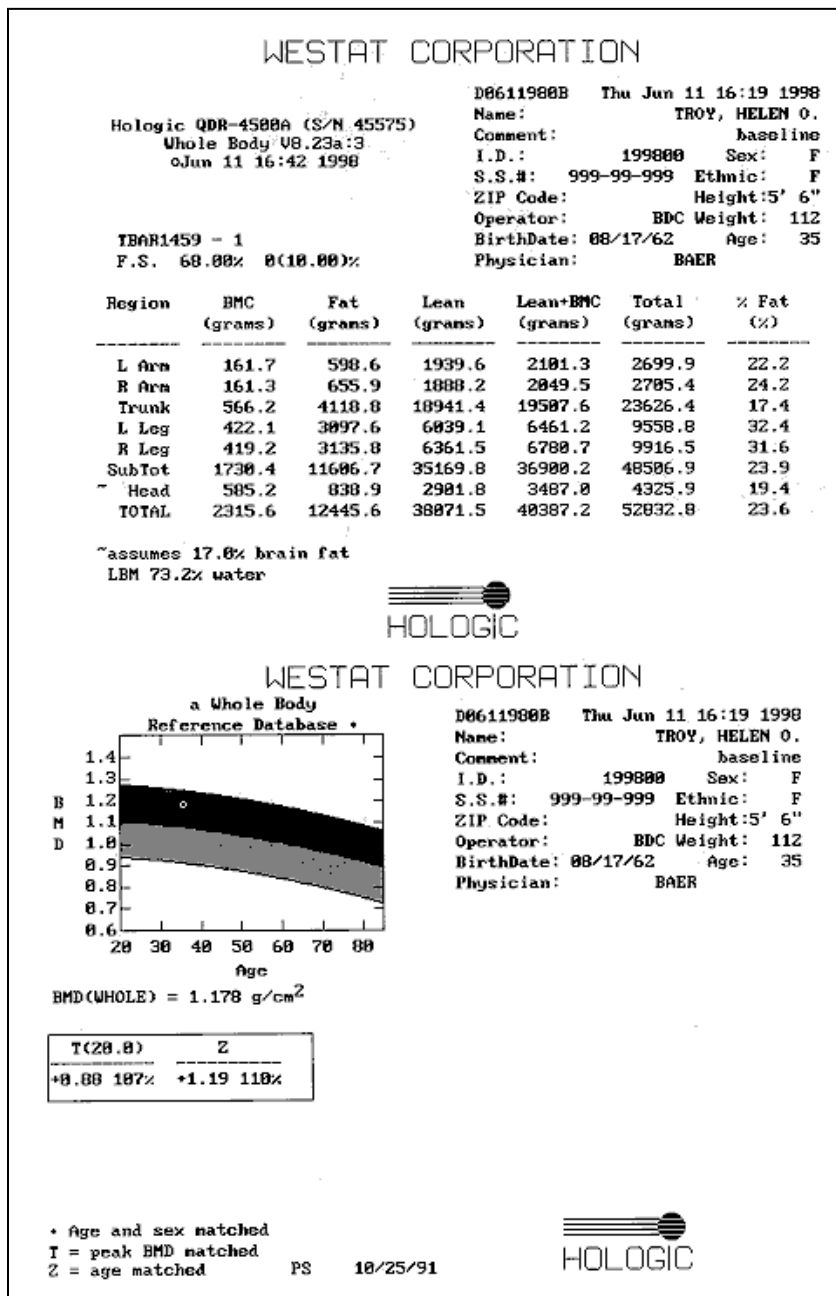 WESTAT CORPORATION
D0611980B Thu Jun 11 16:19 1998
Name: TROY, HELEN O.
Comment: baseline
I.D.: 199800 Sex: F
S.S.#: 999-99-999 Ethnic: F
ZIP Code: Height:5' 6"
Operator: BDC Weight: 112
BirthDate: 08/17/62 Age: 35
Physician: BAER
Hologic QDR-4500A (S/N 45575)
Whole Body V8.23a:3
Jun 11 16:42 1998
TBAR1459 - 1
F.S. 68.00% 0(10.00)%
Region BMC Fat Lean Lean+BMC Total % Fat
(grams) (grams) (grams) (grams) (grams) (%)
L Arm 161.7 598.6 1939.6 2101.3 2699.9 22.2
R Arm 161.3 655.9 1888.2 2049.5 2705.4 24.2
Trunk 566.2 4118.8 18941.4 19507.6 23626.4 17.4
L Leg 422.1 3097.6 6039.1 6461.2 9558.8 32.4
R Leg 419.2 3135.8 6361.5 6780.7 9916.5 31.6
SubTot 1730.4 11606.7 35169.8 36900.2 48506.9 23.9
~ Head 585.2 838.9 2901.8 3487.0 4325.9 19.4
TOTAL 2315.6 12445.6 38071.5 40387.2 52832.8 23.6
~assumes 17.0% brain fat
LBM 73.2% water
HOLOGIC
WESTAT CORPORATION
a Whole Body
Reference Database •
1.4
1.3
1.2
1.1
1.0
0.9
0.8
0.7
0.6
B
M
D
20 30 40 50 60 70 80
Age
D0611980B Thu Jun 11 16:19 1998
Name: TROY, HELEN O.
Comment: baseline
I.D.: 199800 Sex: F
S.S.#: 999-99-999 Ethnic: F
ZIP Code: Height:5' 6"
Operator: BDC Weight: 112
BirthDate: 08/17/62 Age: 35
Physician: BAER
BMD(WHOLE) = 1.178 g/cm2
T(20.0) Z
+0.88 107% +1.19 110%
• Age and sex matched
T = peak BMD matched
Z = age matched PS 10/25/91
HOLOGIC